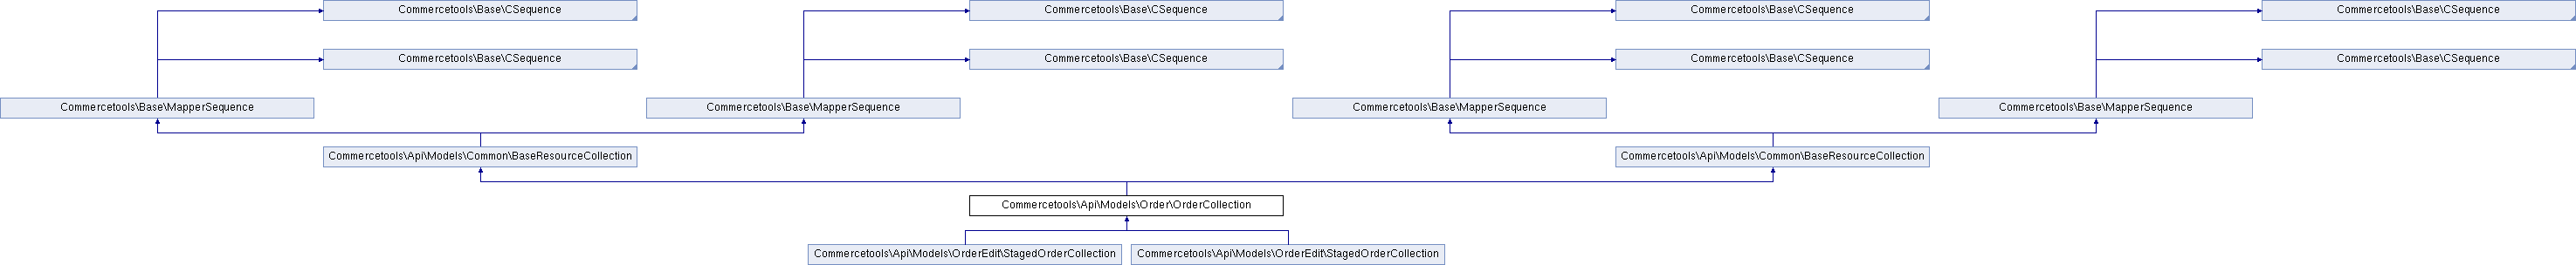 Commercetools\Base\CSequence
Commercetools\Base\CSequence
Commercetools\Base\CSequence
Commercetools\Base\CSequence
Commercetools\Base\CSequence
Commercetools\Base\CSequence
Commercetools\Base\CSequence
Commercetools\Base\CSequence
Commercetools\Base\MapperSequence
Commercetools\Base\MapperSequence
Commercetools\Base\MapperSequence
Commercetools\Base\MapperSequence
Commercetools\Api\Models\Common\BaseResourceCollection
Commercetools\Api\Models\Common\BaseResourceCollection
Commercetools\Api\Models\Order\OrderCollection
Commercetools\Api\Models\OrderEdit\StagedOrderCollection
Commercetools\Api\Models\OrderEdit\StagedOrderCollection